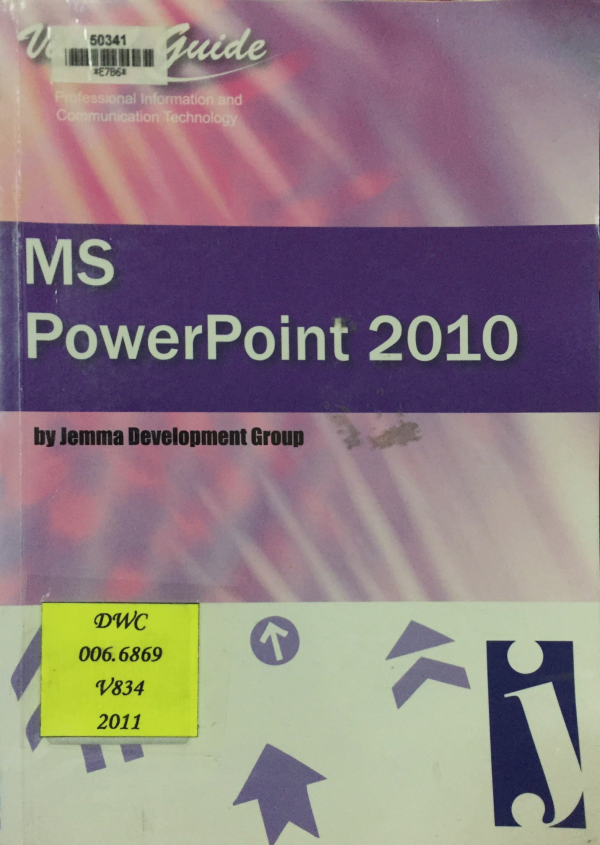 50341
*E7B6*
Guide
Professional Information and
Communication Technology
MS
PowerPoint 2010
by Jemma Development Group
DWC
006.6869
V834
2011
j